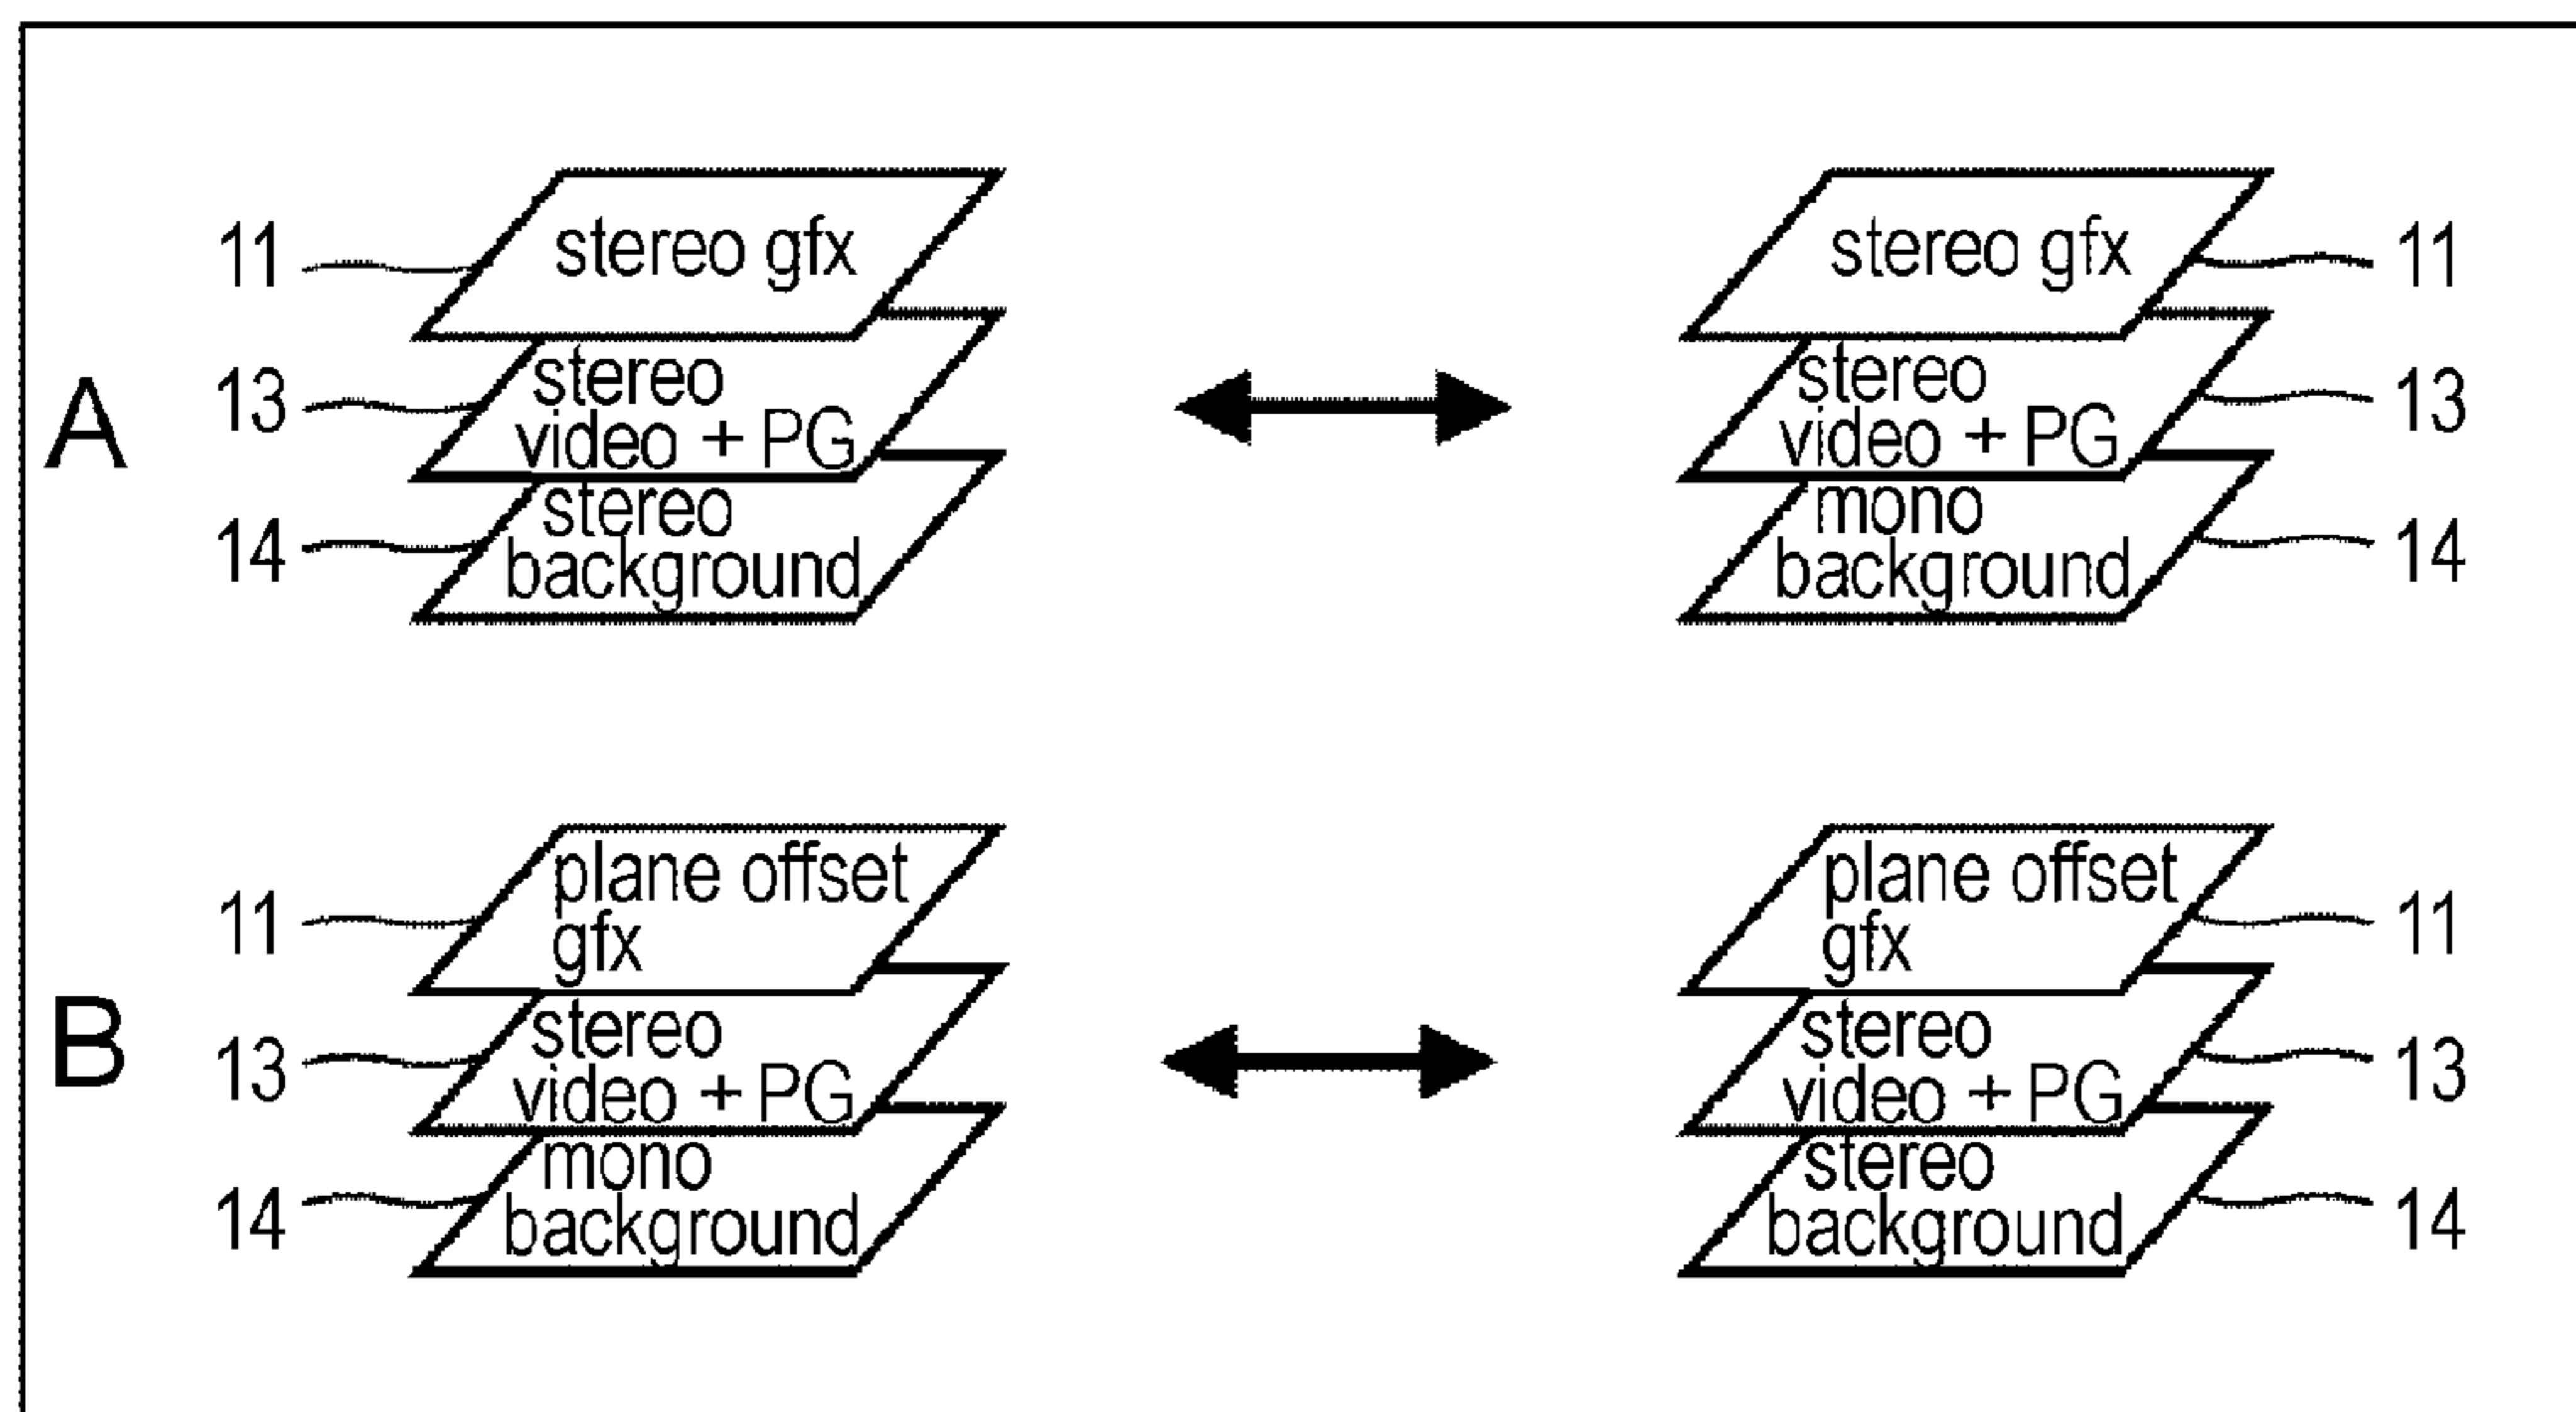 A
11
stereo gfx
13
stereo
video + PG
14
stereo
background
stereo gfx
11
stereo
video + PG
13
mono
background
14
B
11
plane offset
gfx
13
stereo
video + PG
14
mono
background
plane offset
gfx
11
stereo
video + PG
13
stereo
background
14